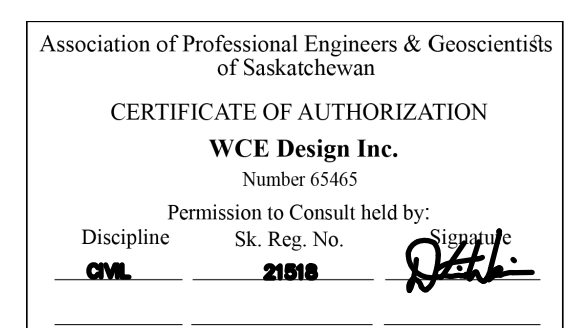 Association of Professional Engineers & Geoscientists
of Saskatchewan
CERTIFICATE OF AUTHORIZATION
WCE Design Inc.
Number 65465
Permission to Consult held by:
Discipline Sk. Reg. No. Signature
CIVIL 21518